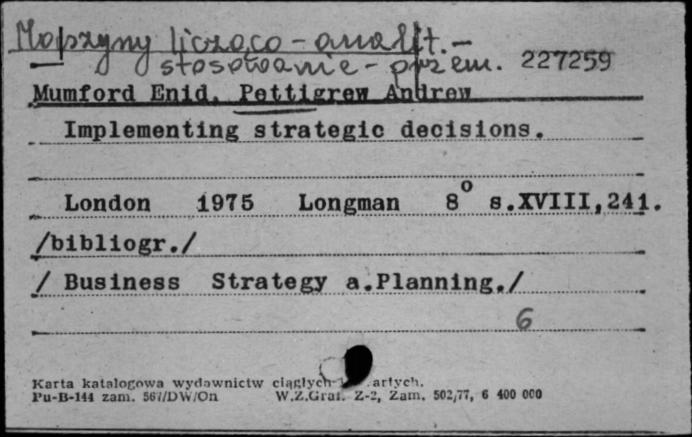 Maszyny licząco-analit.-
stosowanie - przem. 227259
Mumford Enid, Pettigrew Andrew
Implementing strategic decisions.
London 1975 Longman 8° s.XVIII,241.
/bibliogr./
/ Business Strategy a.Planning./
6
Karta katalogowa wydawnictw ciągłych artych.
Pu-B-144 zam. 567/DW/On W.Z.Graf. Z-2, Zam. 502/77, 6 400 000